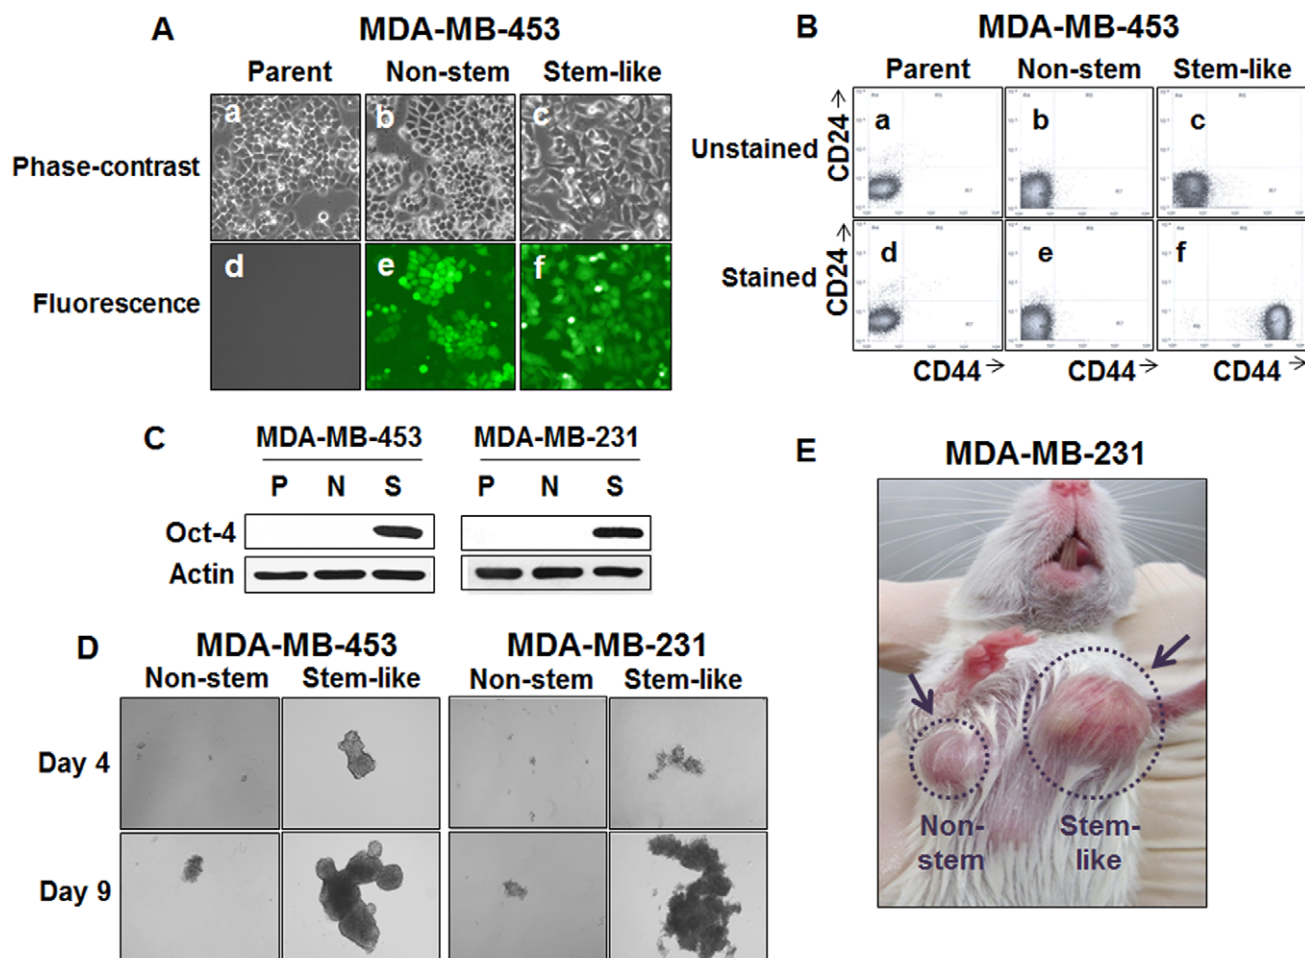 A
MDA-MB-453
Parent
Non-stem
Stem-like
Phase-contrast
a
b
c
Fluorescence
d
e
f
B
MDA-MB-453
Parent
Non-stem
Stem-like
Unstained
CD24
a
b
c
R5
R7
Stained
CD24
d
e
f
R7
CD44
CD44
CD44
C
MDA-MB-453
MDA-MB-231
P N S
P N S
Oct-4
Actin
D
MDA-MB-453
MDA-MB-231
Non-stem
Stem-like
Non-stem
Stem-like
Day 4
Day 9
E
MDA-MB-231
Non-
stem
Stem-
like